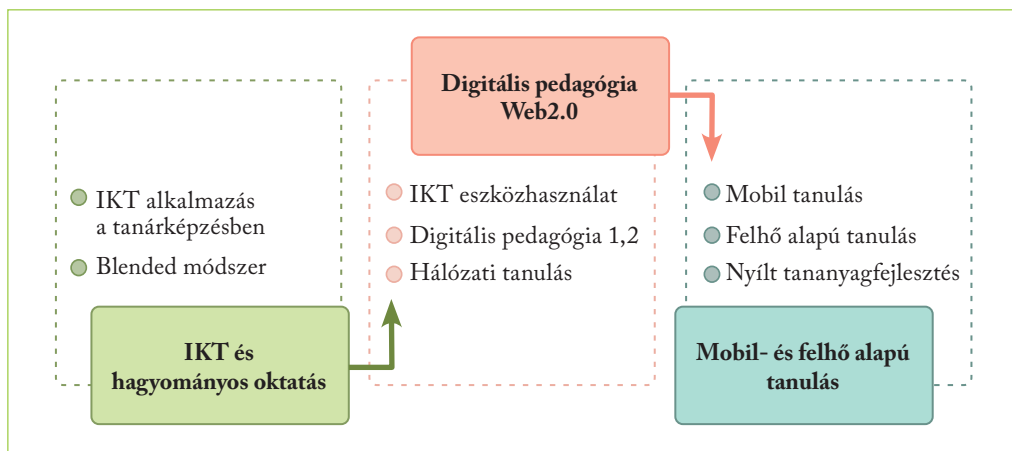 IKT alkalmazás
a tanárképzésben
Blended módszer
IKT és
hagyományos oktatás
Digitális pedagógia
Web2.0
IKT eszközhasználat
Digitális pedagógia 1,2
Hálózati tanulás
Mobil tanulás
Felhő alapú tanulás
Nyílt tananyagfejlesztés
Mobil- és felhő alapú
tanulás